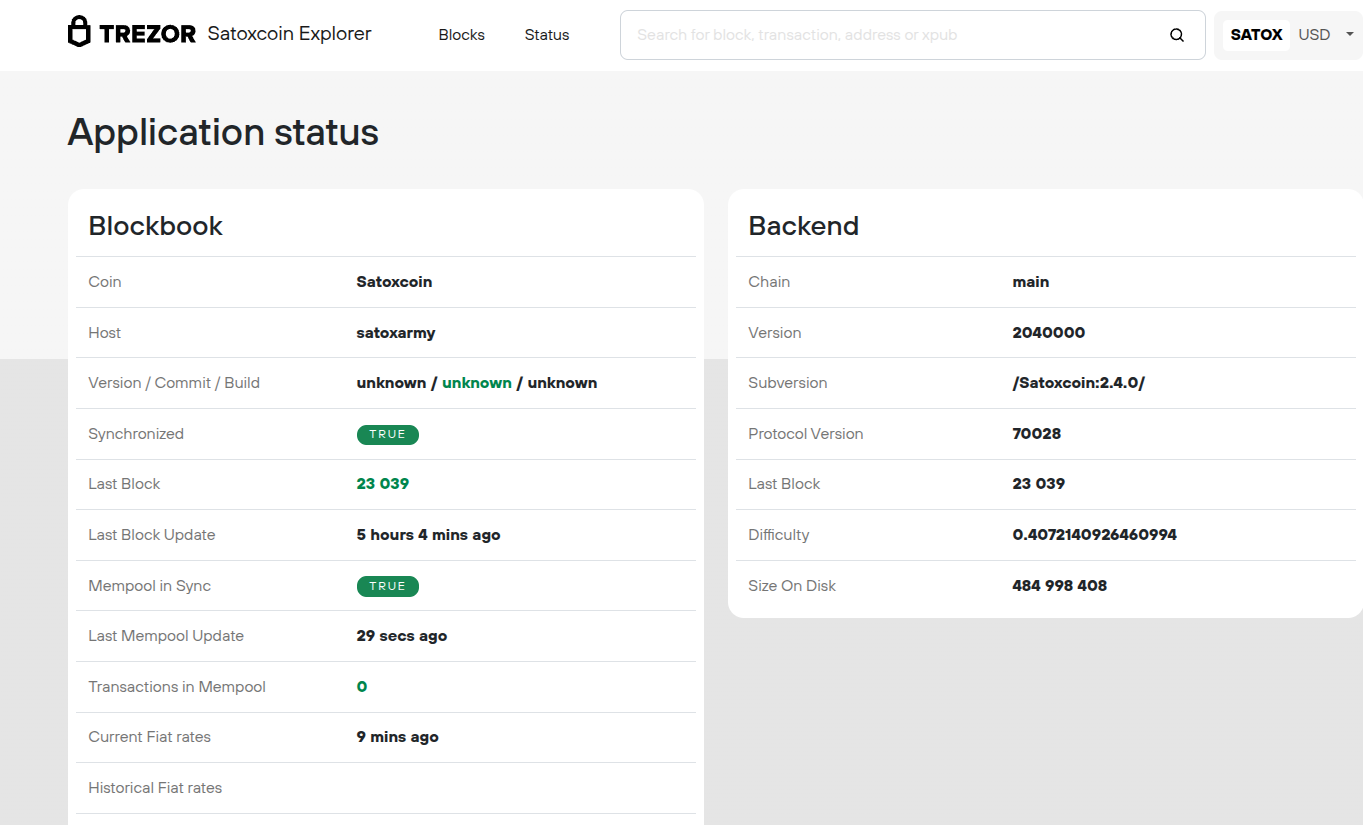 TREZOR Satoxcoin Explorer Blocks Status Search for block, transaction, address or xpub SATOX USD
Application status
Blockbook
Coin Satoxcoin
Host satoxarmy
Version / Commit / Build unknown / unknown / unknown
Synchronized TRUE
Last Block 23 039
Last Block Update 5 hours 4 mins ago
Mempool in Sync TRUE
Last Mempool Update 29 secs ago
Transactions in Mempool 0
Current Fiat rates 9 mins ago
Historical Fiat rates
Backend
Chain main
Version 2040000
Subversion /Satoxcoin:2.4.0/
Protocol Version 70028
Last Block 23 039
Difficulty 0.4072140926460994
Size On Disk 484 998 408